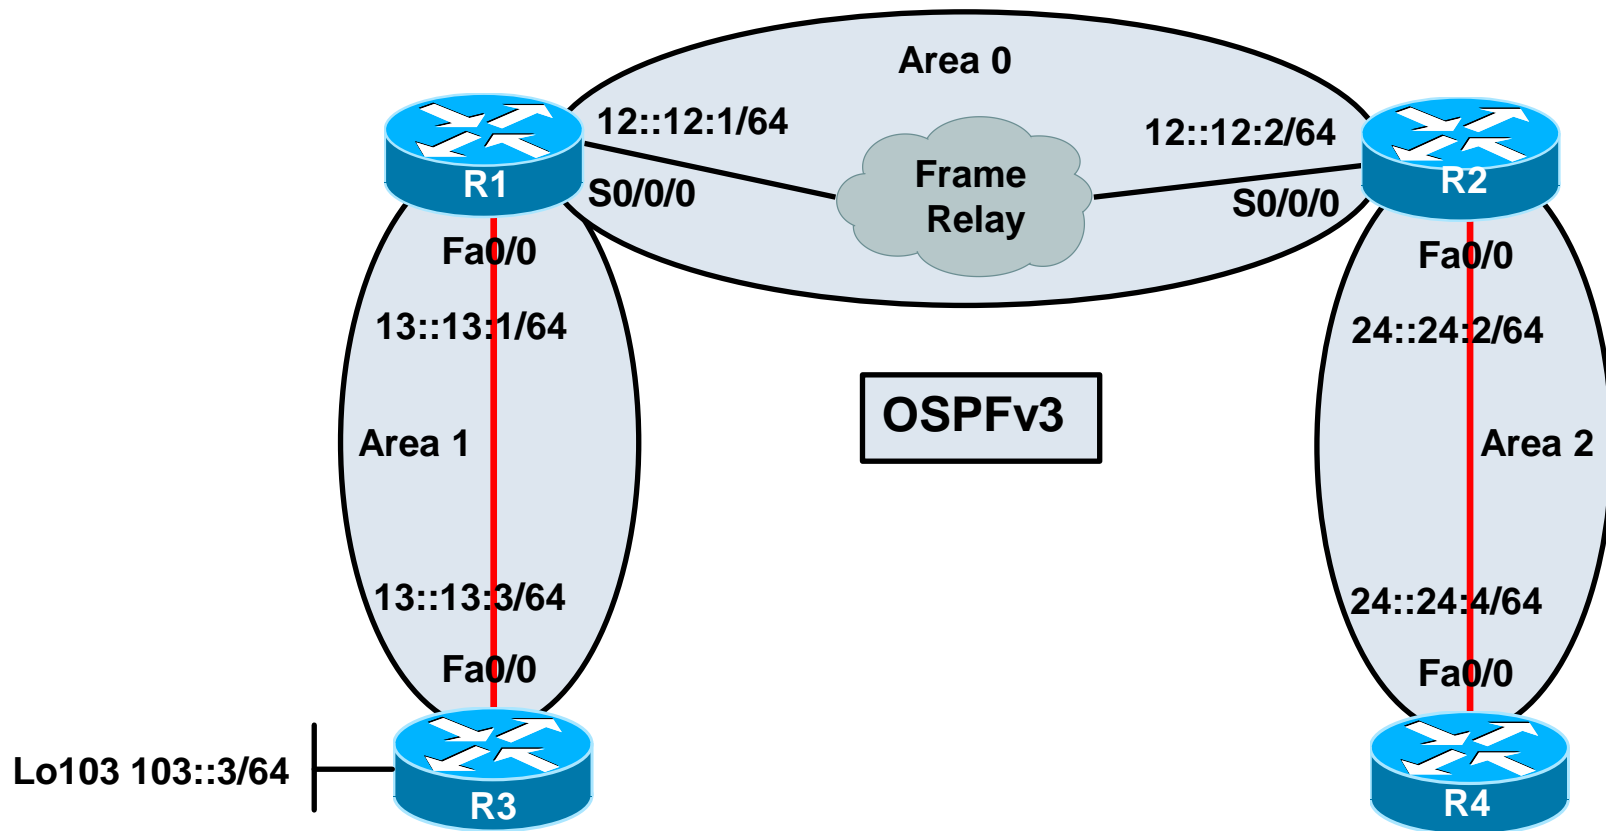 Area 0
12::12:1/64
12::12:2/64
R1
Frame
Relay
R2
S0/0/0
S0/0/0
Fa0/0
Fa0/0
13::13:1/64
24::24:2/64
OSPFv3
Area 1
Area 2
13::13:3/64
24::24:4/64
Fa0/0
Fa0/0
Lo103 103::3/64
R3
R4